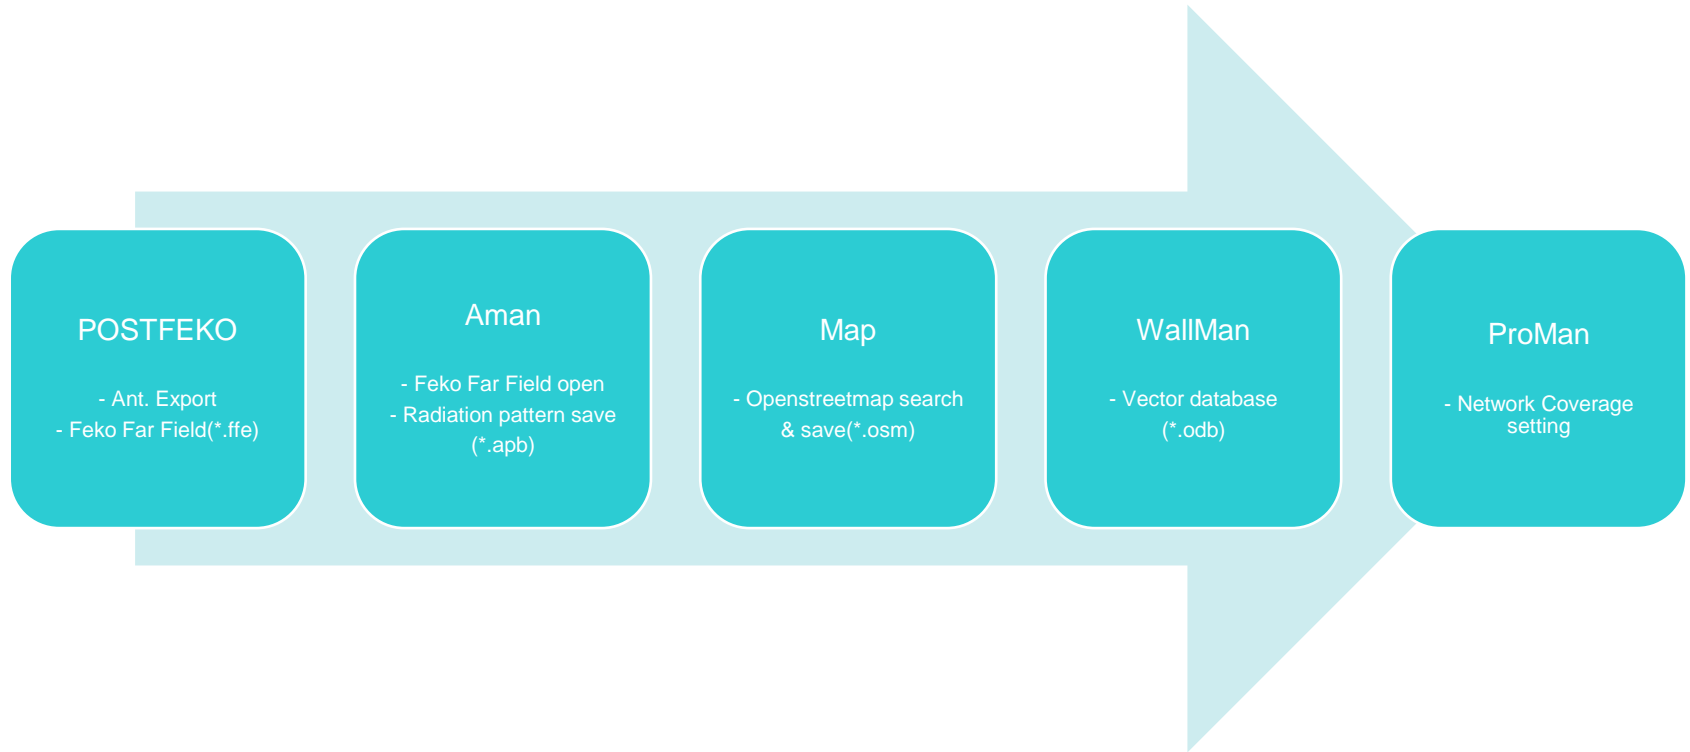 POSTFEKO
- Ant. Export
- Feko Far Field(*.ffe)
Aman
- Feko Far Field open
- Radiation pattern save
(*.apb)
Map
- Openstreetmap search
& save(*.osm)
WallMan
- Vector database
(*.odb)
ProMan
- Network Coverage
setting